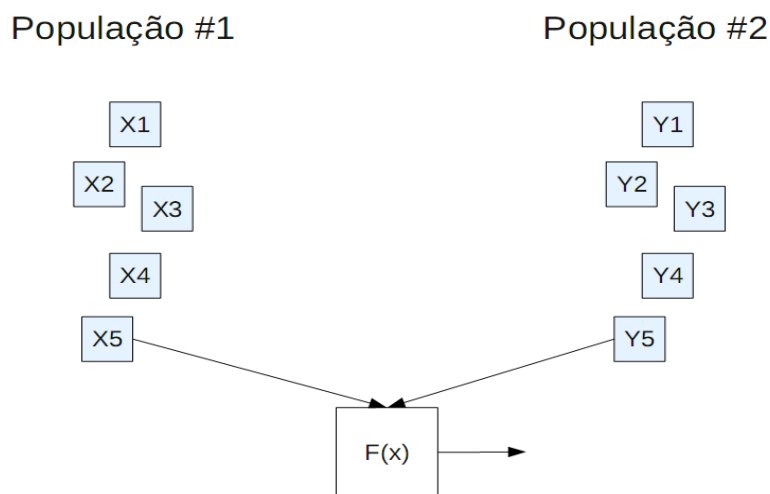 População #1
População #2
X1
Y1
X2
Y2
X3
Y3
X4
Y4
X5
Y5
F(x)